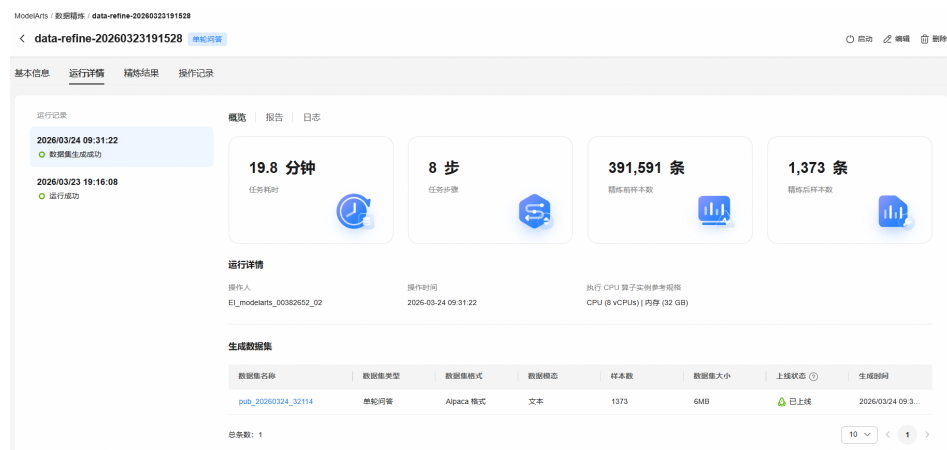 ModelArts / 数据精炼 / data-refine-20260323191528
data-refine-20260323191528 单轮问答 启动 编辑 删除
基本信息 运行详情 精炼结果 操作记录
运行记录
2026/03/24 09:31:22
数据集生成成功
2026/03/23 19:16:08
运行成功
概览 报告 日志
19.8 分钟 8 步 391,591 条 1,373 条
任务耗时 任务步骤 精炼前样本数 精炼后样本数
运行详情
操作人 操作时间 执行 CPU 算子实例参考规格
EI_modelarts_00382652_02 2026-03-24 09:31:22 CPU (8 vCPUs) | 内存 (32 GB)
生成数据集
数据集名称 数据集类型 数据集格式 数据模态 样本数 数据集大小 上线状态 ? 生成时间
pub_20260324_32114 单轮问答 Alpaca 格式 文本 1373 6MB 已上线 2026/03/24 09:3...
总条数：1 10 1